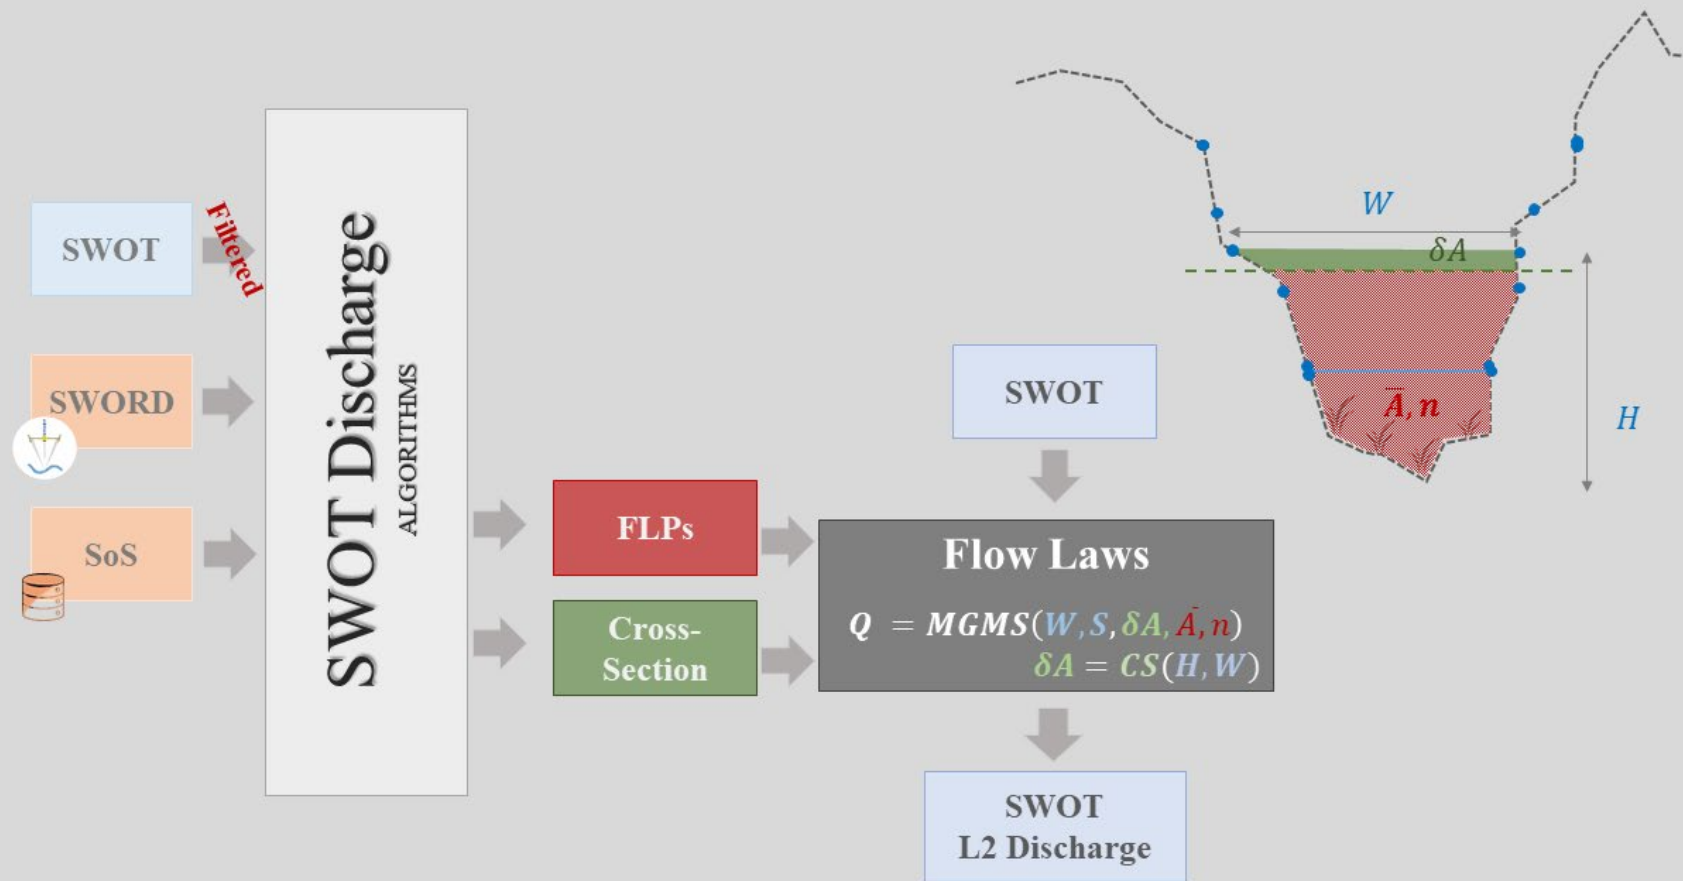 SWOT
Filtered
SWORD
SoS
SWOT Discharge
ALGORITHMS
FLPs
Cross-
Section
SWOT
Flow Laws
Q = MGMS(W, S, δA, Ā, n)
δA = CS(H, W)
SWOT
L2 Discharge
W
δA
Ā, n
H